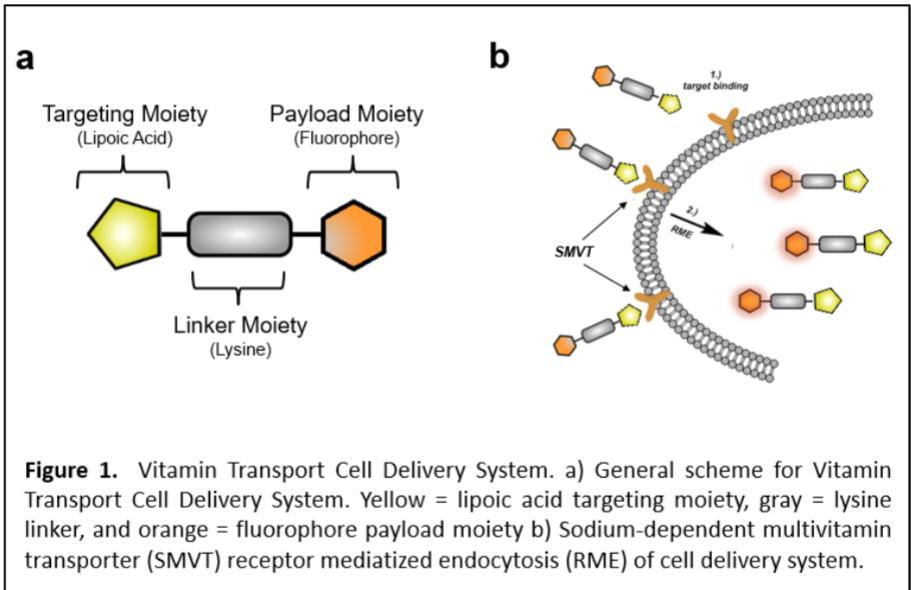 a
Targeting Moiety
(Lipoic Acid)
Payload Moiety
(Fluorophore)
Linker Moiety
(Lysine)
b
1.)
target binding
2.)
RME
SMVT
Figure 1. Vitamin Transport Cell Delivery System. a) General scheme for Vitamin
Transport Cell Delivery System. Yellow = lipoic acid targeting moiety, gray = lysine
linker, and orange = fluorophore payload moiety b) Sodium-dependent multivitamin
transporter (SMVT) receptor mediatized endocytosis (RME) of cell delivery system.